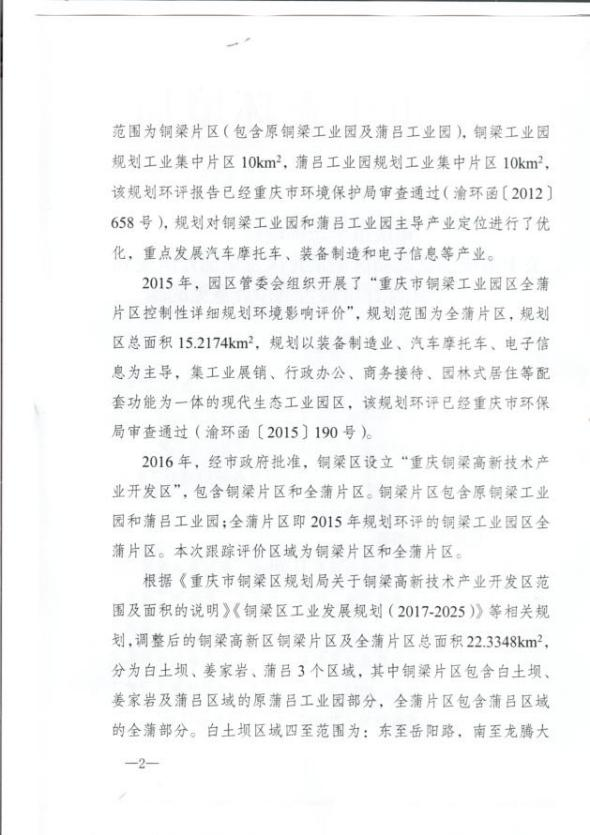 范围为铜梁片区（包含原铜梁工业园及蒲吕工业园），铜梁工业园
规划工业集中片区 10km²，蒲吕工业园规划工业集中片区 10km²，
该规划环评报告已经重庆市环境保护局审查通过（渝环函〔2012〕
658 号），规划对铜梁工业园和蒲吕工业园主导产业定位进行了优
化，重点发展汽车摩托车、装备制造和电子信息等产业。
2015 年，园区管委会组织开展了“重庆市铜梁工业园区全蒲
片区控制性详细规划环境影响评价”，规划范围为全蒲片区，规划
区总面积 15.2174km²，规划以装备制造业、汽车摩托车、电子信
息为主导，集工业展销、行政办公、商务接待、园林式居住等配
套功能为一体的现代生态工业园区，该规划环评已经重庆市环保
局审查通过（渝环函〔2015〕190 号）。
2016 年，经市政府批准，铜梁区设立“重庆铜梁高新技术产
业开发区”，包含铜梁片区和全蒲片区。铜梁片区包含原铜梁工业
园和蒲吕工业园；全蒲片区即 2015 年规划环评的铜梁工业园区全
蒲片区。本次跟踪评价区域为铜梁片区和全蒲片区。
根据《重庆市铜梁区规划局关于铜梁高新技术产业开发区范
围及面积的说明》《铜梁区工业发展规划（2017-2025）》等相关规
划，调整后的铜梁高新区铜梁片区及全蒲片区总面积 22.3348km²，
分为白土坝、姜家岩、蒲吕 3 个区域，其中铜梁片区包含白土坝、
姜家岩及蒲吕区域的原蒲吕工业园部分，全蒲片区包含蒲吕区域
的全蒲部分。白土坝区域四至范围为：东至岳阳路，南至龙腾大
—2—